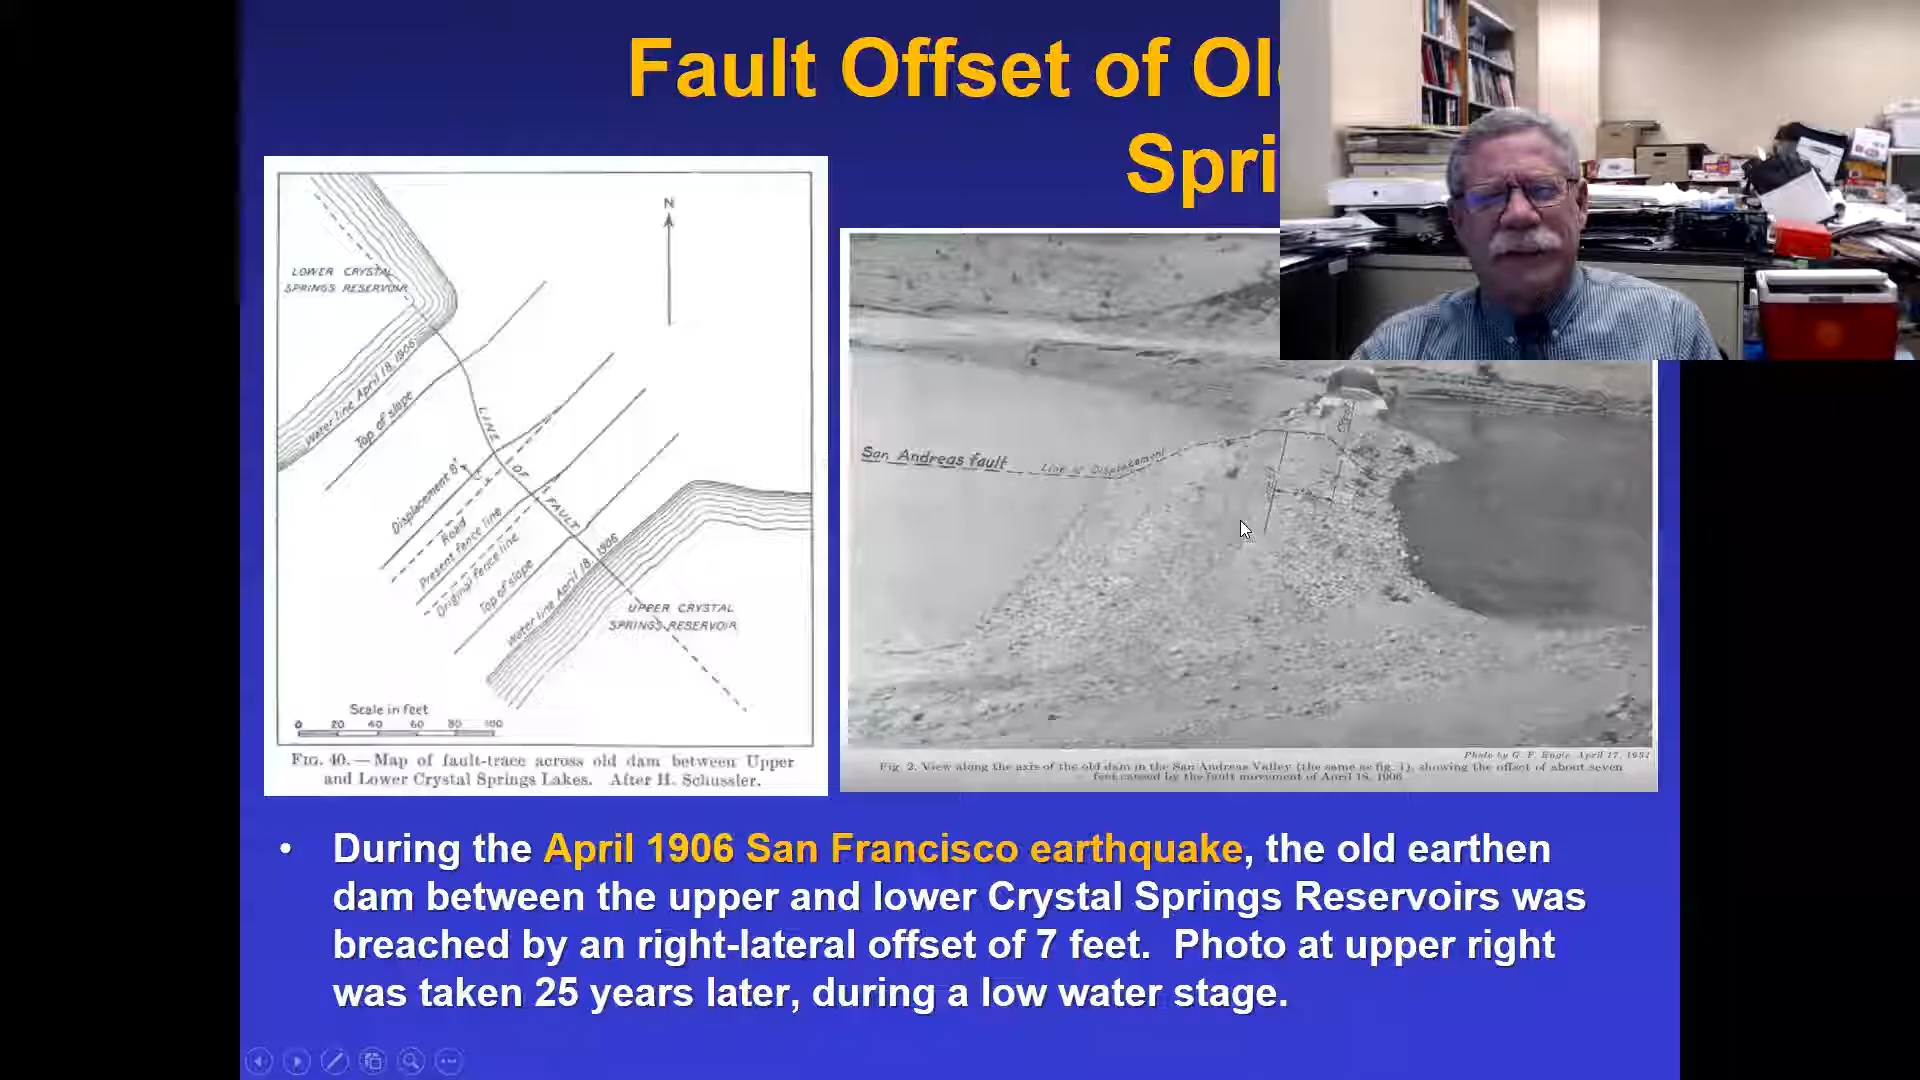 Fault Offset of Ol
Spri
N
LOWER CRYSTAL
SPRINGS RESERVOIR
Water line April 18, 1906
Top of slope
LINE OF FAULT
Displacement 8'
Road
Present fence line
Original fence line
Top of slope
Water line April 18, 1906
UPPER CRYSTAL
SPRINGS RESERVOIR
Scale in feet
0 20 40 60 80 100
FIG. 40.—Map of fault-trace across old dam between Upper
and Lower Crystal Springs Lakes. After H. Schussler.
San Andreas fault
Line of Displacement
Photo by G. F. Engle April 17, 1931
Fig. 2. View along the axis of the old dam in the San Andreas Valley (the same as fig. 1), showing the offset of about seven
feet caused by the fault movement of April 18, 1906
• During the April 1906 San Francisco earthquake, the old earthen
dam between the upper and lower Crystal Springs Reservoirs was
breached by an right-lateral offset of 7 feet. Photo at upper right
was taken 25 years later, during a low water stage.